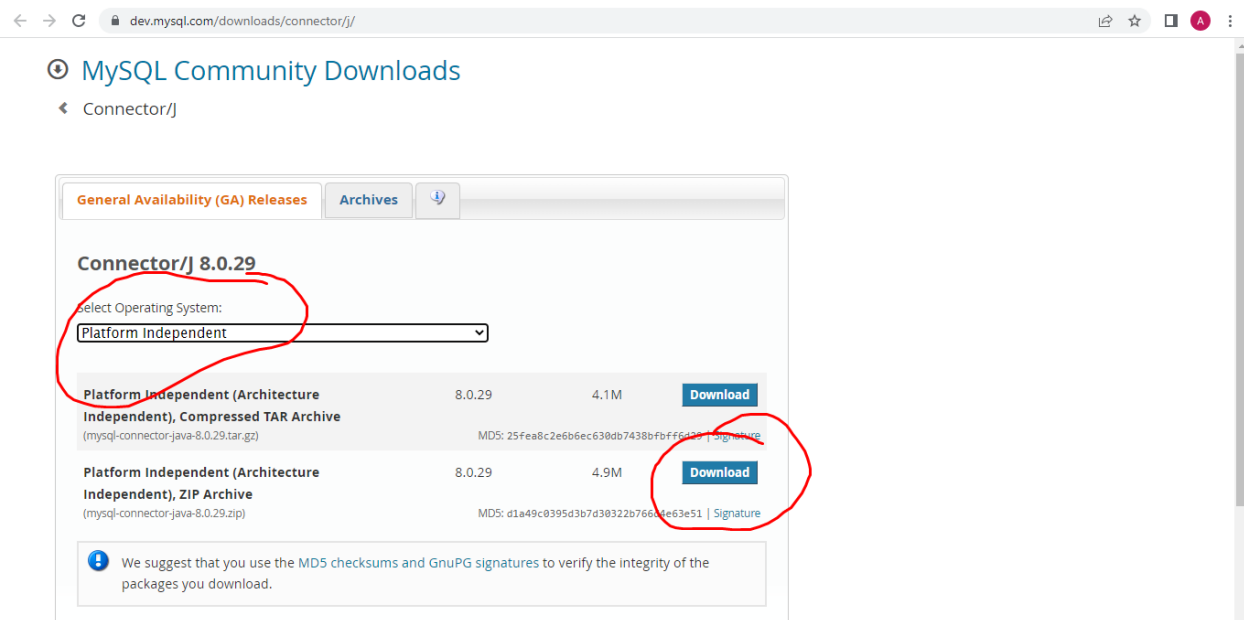 dev.mysql.com/downloads/connector/j/
A
MySQL Community Downloads
Connector/J
General Availability (GA) Releases
Archives
Connector/J 8.0.29
Select Operating System:
Platform Independent
Platform Independent (Architecture
Independent), Compressed TAR Archive
8.0.29
4.1M
Download
(mysql-connector-java-8.0.29.tar.gz)
MD5: 25fea8c2e6b6ec630db7438bfbff6d29 | Signature
Platform Independent (Architecture
Independent), ZIP Archive
8.0.29
4.9M
Download
(mysql-connector-java-8.0.29.zip)
MD5: | Signature
We suggest that you use the MD5 checksums and GnuPG signatures to verify the integrity of the
packages you download.